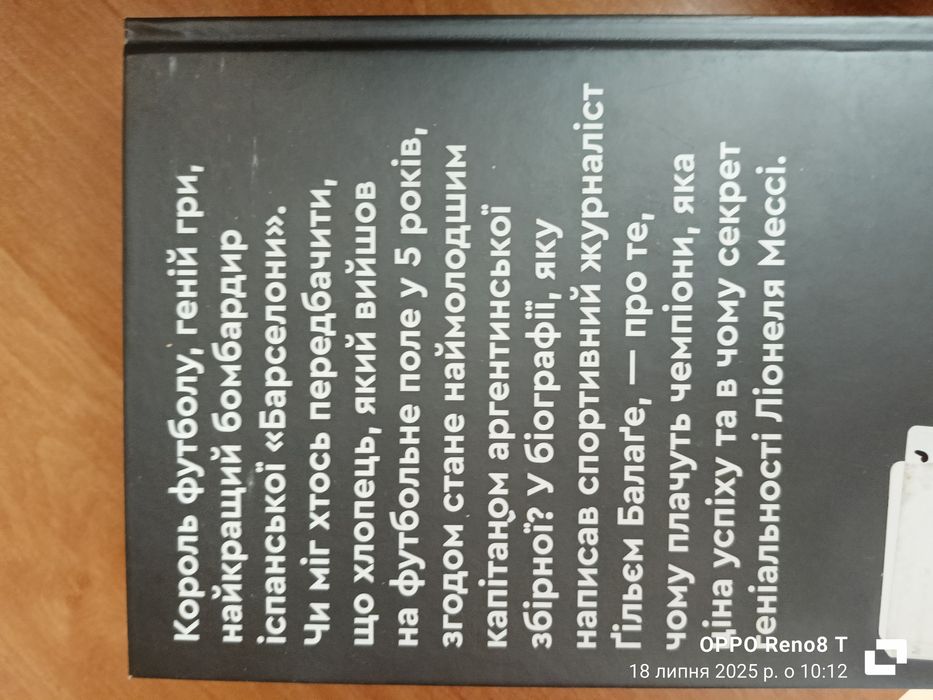 Король футболу, геній гри,
найкращий бомбардир
іспанської «Барселони».
Чи міг хтось передбачити,
що хлопець, який вийшов
на футбольне поле у 5 років,
згодом стане наймолодшим
капітаном аргентинської
збірної? У біографії, яку
написав спортивний журналіст
Ґільєм Балаґе, — про те,
чому плачуть чемпіони, яка
ціна успіху та в чому секрет
геніальності Ліонеля Мессі.
OPPO Reno8 T
18 липня 2025 р. о 10:12